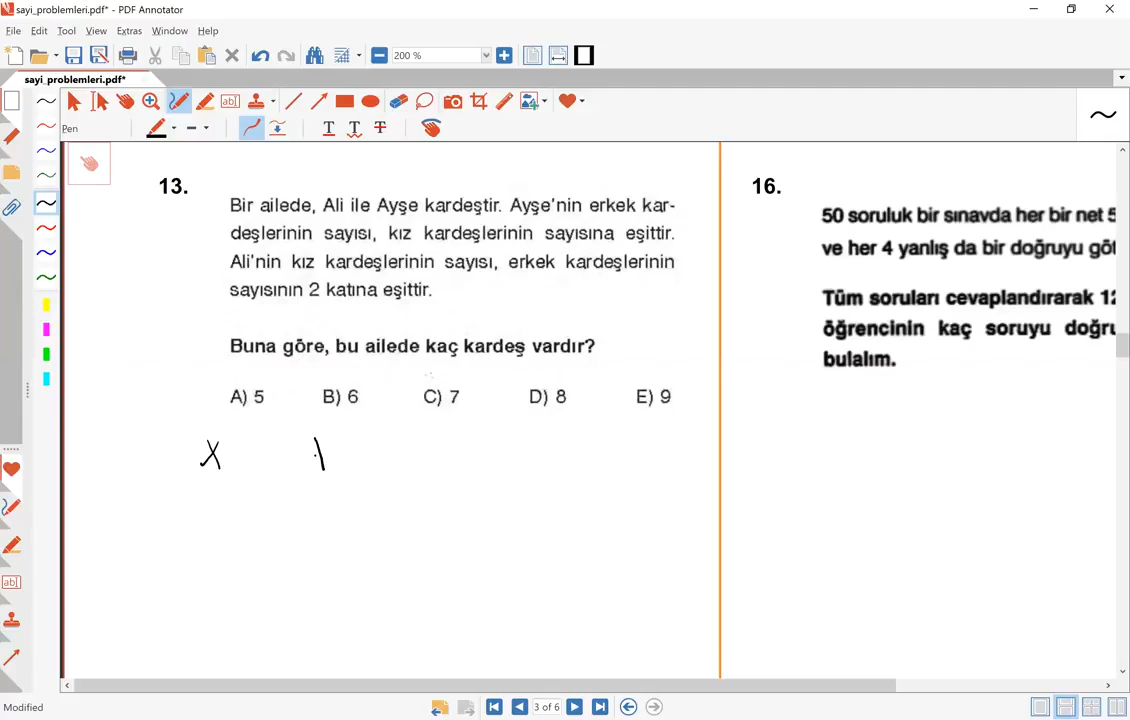 sayi_problemleri.pdf* - PDF Annotator
File Edit Tool View Extras Window Help
200 %
sayi_problemleri.pdf*
Pen
13.
Bir ailede, Ali ile Ayşe kardeştir. Ayşe'nin erkek kar-
deşlerinin sayısı, kız kardeşlerinin sayısına eşittir.
Ali'nin kız kardeşlerinin sayısı, erkek kardeşlerinin
sayısının 2 katına eşittir.
Buna göre, bu ailede kaç kardeş vardır?
A) 5 B) 6 C) 7 D) 8 E) 9
X
16.
50 soruluk bir sınavda her bir net 5
ve her 4 yanlış da bir doğruyu göt
Tüm soruları cevaplandırarak 12
öğrencinin kaç soruyu doğru
bulalım.
3 of 6
Modified